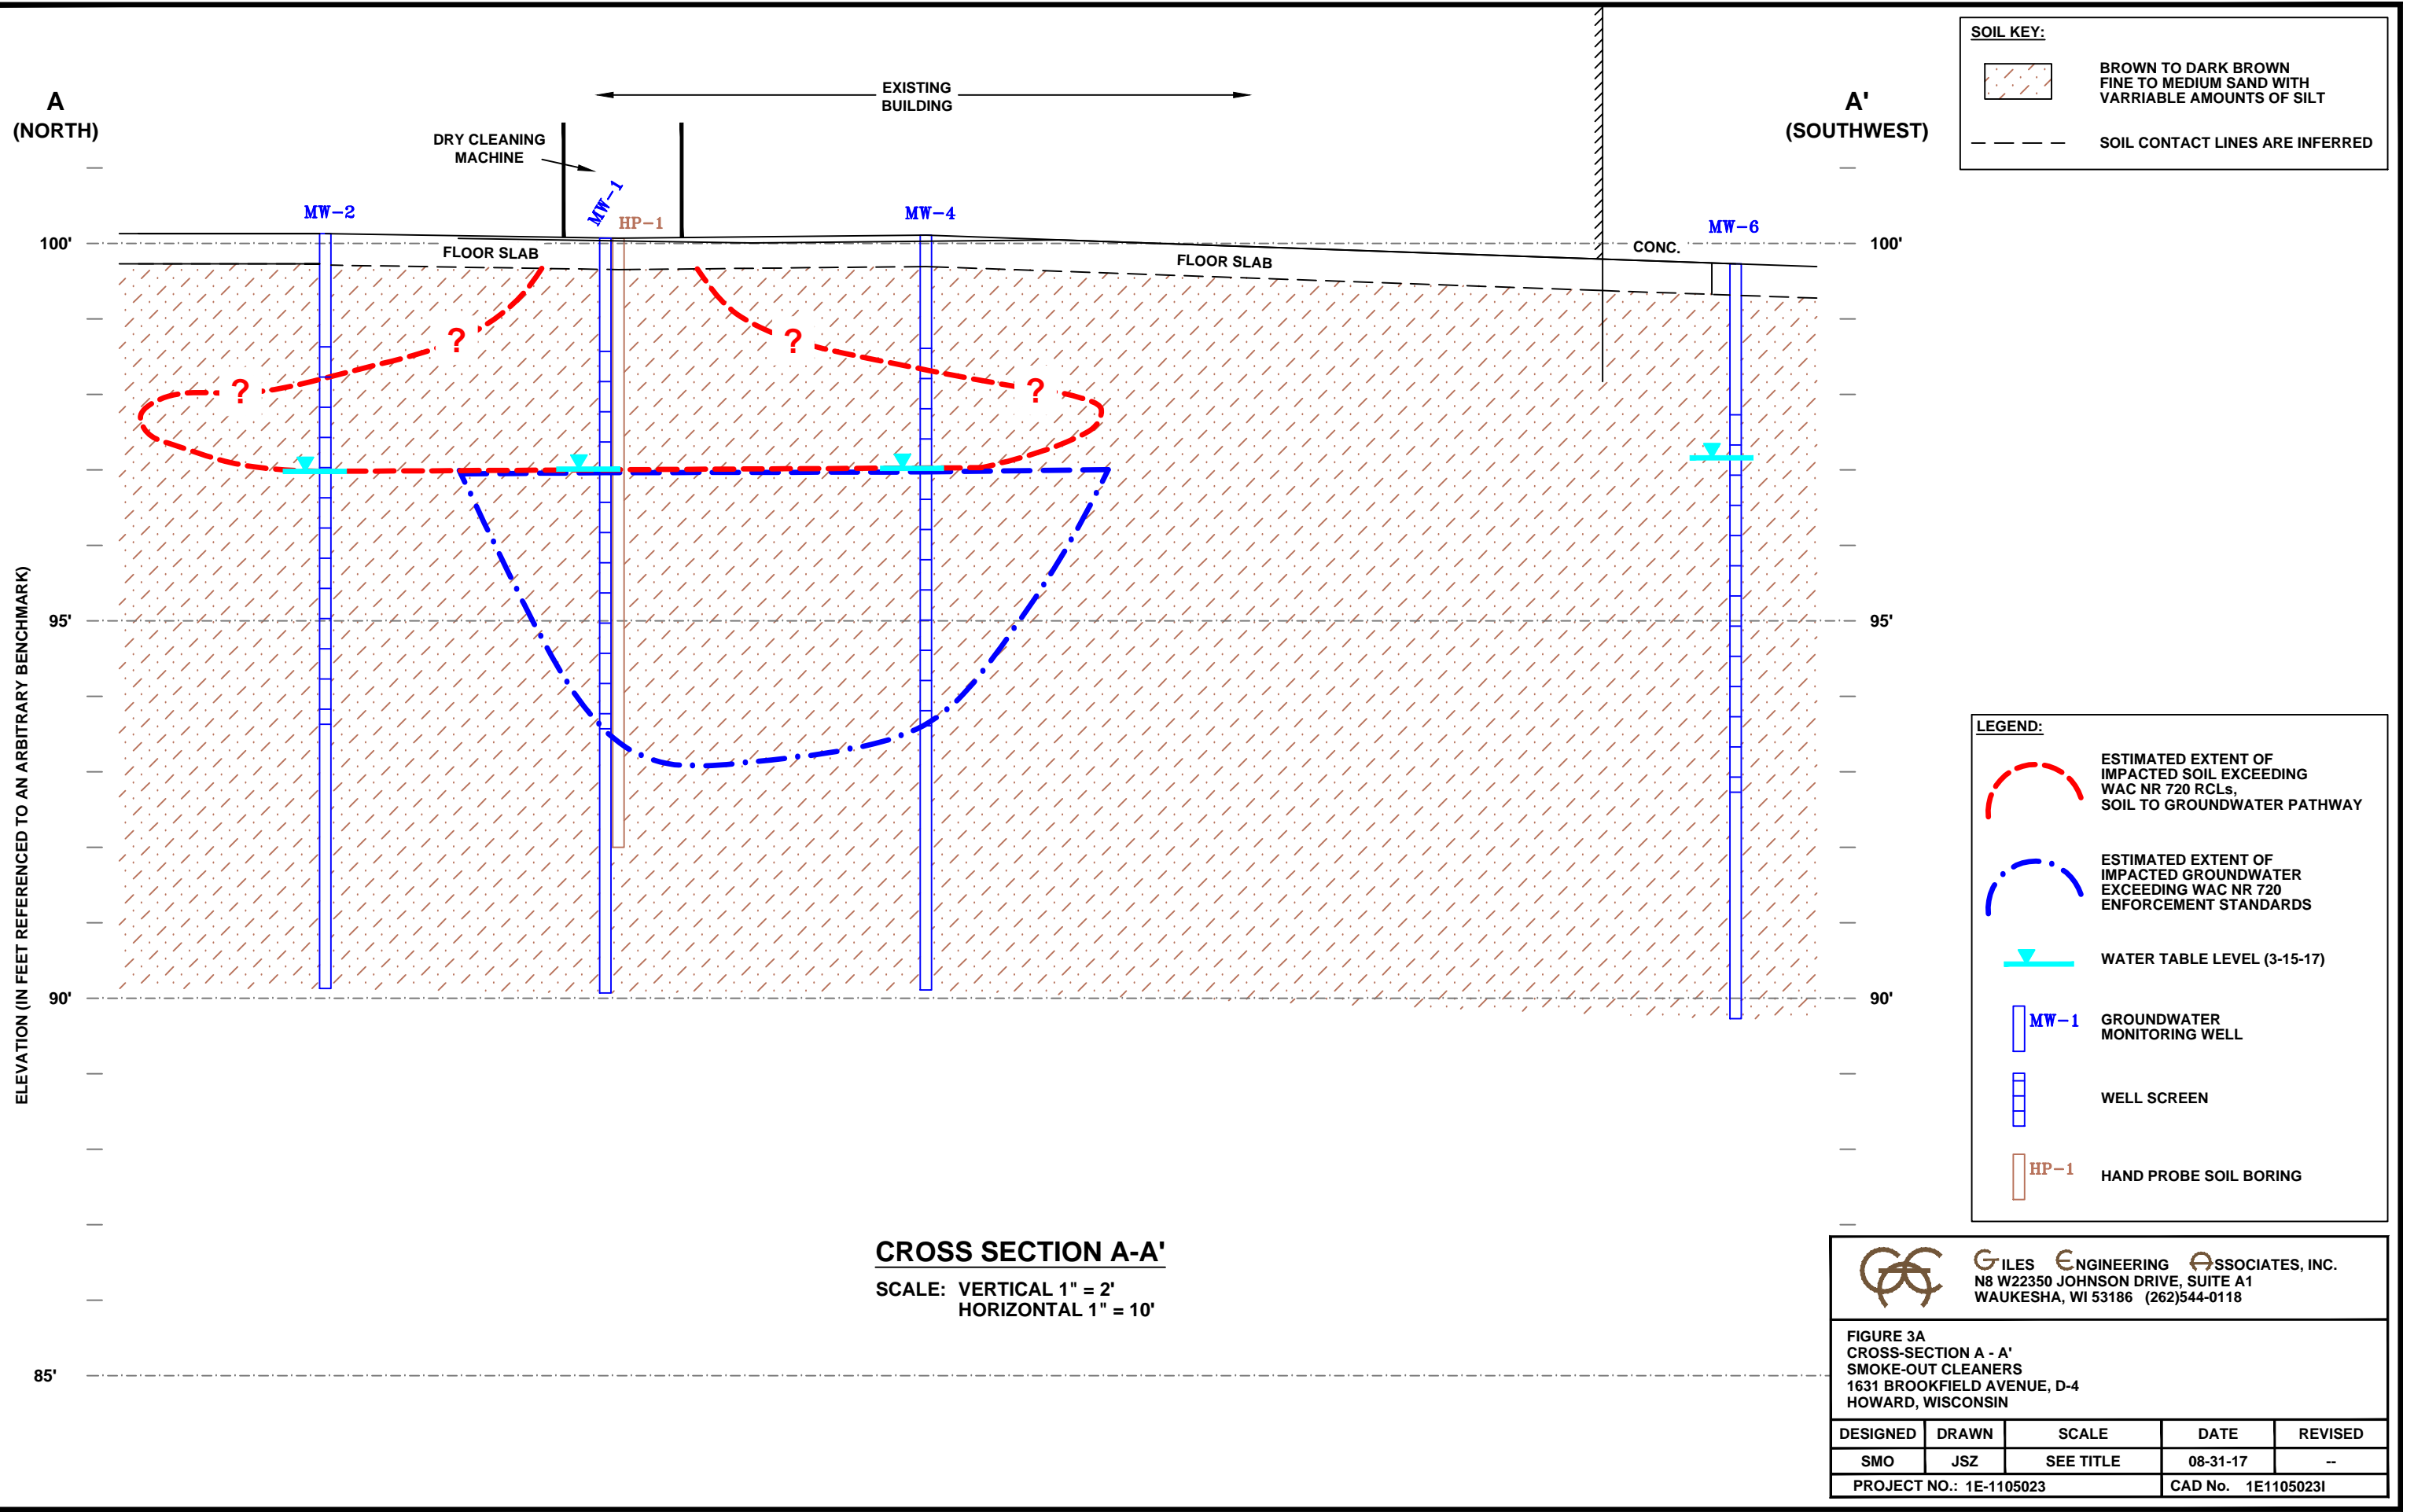 SOIL KEY:
BROWN TO DARK BROWN
FINE TO MEDIUM SAND WITH
VARRIABLE AMOUNTS OF SILT
SOIL CONTACT LINES ARE INFERRED
EXISTING
BUILDING
A
(NORTH)
A'
(SOUTHWEST)
DRY CLEANING
MACHINE
MW-2
MW-1
HP-1
MW-4
MW-6
100'
FLOOR SLAB
FLOOR SLAB
CONC.
100'
?
?
?
?
95'
95'
90'
90'
85'
ELEVATION (IN FEET REFERENCED TO AN ARBITRARY BENICHMARK)
LEGEND:
ESTIMATED EXTENT OF
IMPACTED SOIL EXCEEDING
WAC NR 720 RCLs,
SOIL TO GROUNDWATER PATHWAY
ESTIMATED EXTENT OF
IMPACTED GROUNDWATER
EXCEEDING WAC NR 720
ENFORCEMENT STANDARDS
WATER TABLE LEVEL (3-15-17)
MW-1
GROUNDWATER
MONITORING WELL
WELL SCREEN
HP-1
HAND PROBE SOIL BORING
CROSS SECTION A-A'
SCALE: VERTICAL 1" = 2'
HORIZONTAL 1" = 10'
GILES ENGINEERING ASSOCIATES, INC.
N8 W22350 JOHNSON DRIVE, SUITE A1
WAUKESHA, WI 53186 (262)544-0118
FIGURE 3A
CROSS-SECTION A - A'
SMOKE-OUT CLEANERS
1631 BROOKFIELD AVENUE, D-4
HOWARD, WISCONSIN
DESIGNED DRAWN SCALE DATE REVISED
SMO JSZ SEE TITLE 08-31-17 --
PROJECT NO.: 1E-1105023 CAD No. 1E1105023I